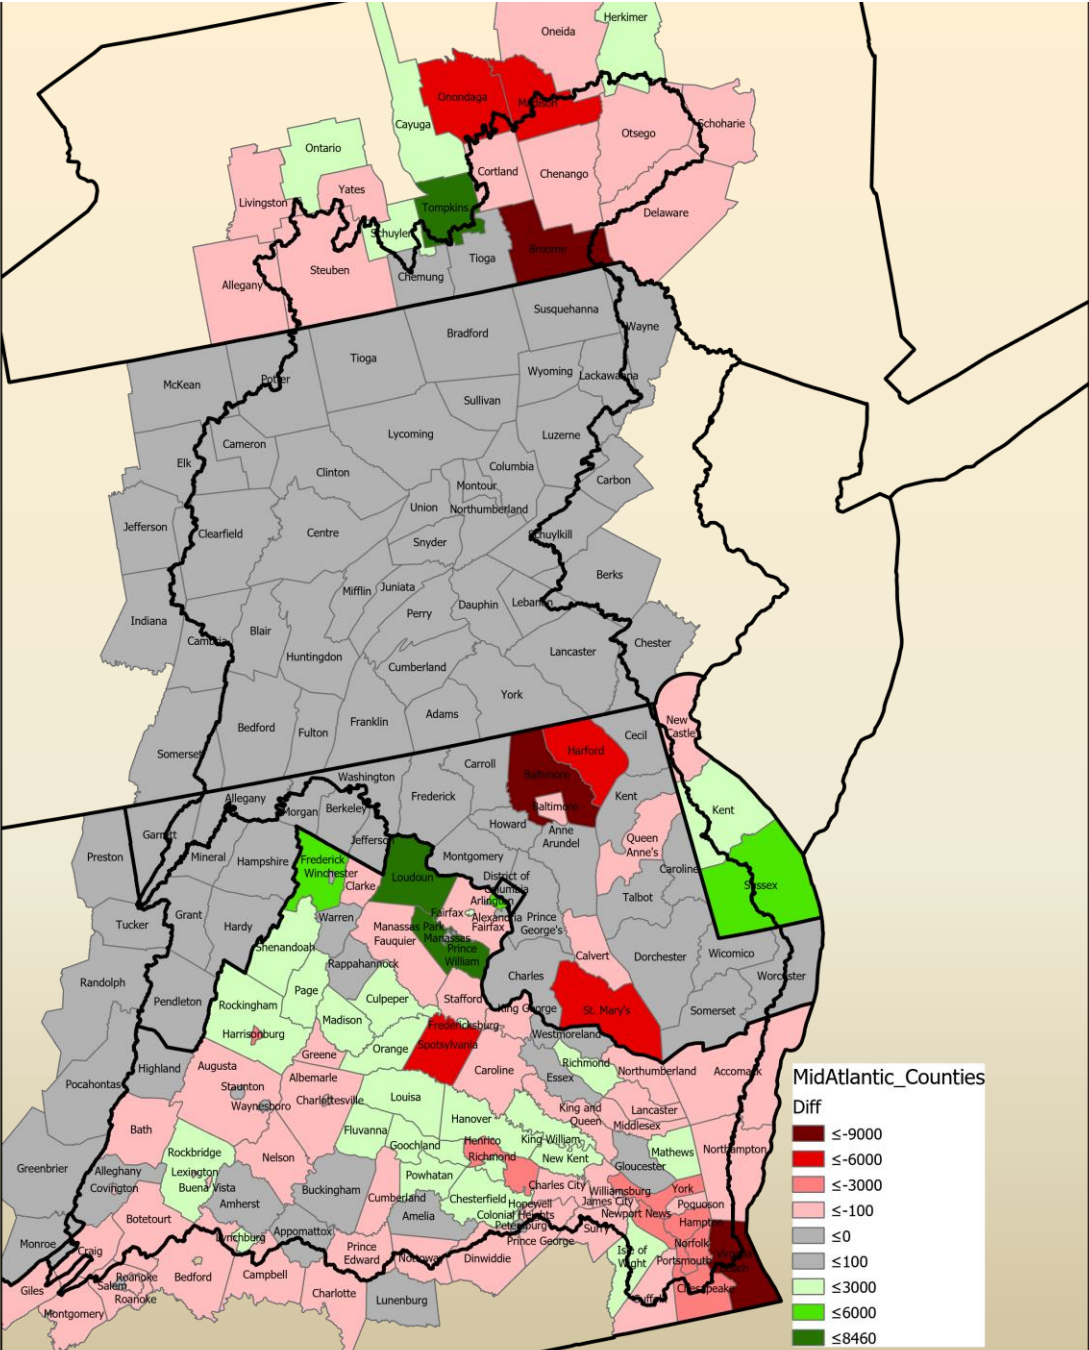 Herkimer
Oneida
Onondaga
Madison
Cayuga
Otsego
Schoharie
Ontario
Cortland
Chenango
Yates
Livingston
Tompkins
Delaware
Schuyler
Broome
Tioga
Steuben
Chemung
Allegany
Susquehanna
Wayne
Bradford
Tioga
Wyoming
Lackawanna
McKean
Potter
Sullivan
Lycoming
Luzerne
Cameron
Elk
Columbia
Clinton
Carbon
Montour
Union
Northumberland
Jefferson
Clearfield
Centre
Schuylkill
Snyder
Berks
Mifflin
Juniata
Dauphin
Lebanon
Perry
Indiana
Blair
Cambria
Chester
Huntingdon
Lancaster
Cumberland
York
Adams
Franklin
Bedford
Fulton
New
Castle
Somerset
Cecil
Harford
Carroll
Baltimore
Washington
Allegany
Frederick
Kent
Baltimore
Morgan
Berkeley
Kent
Howard
Anne
Arundel
Garrett
Jefferson
Queen
Anne's
Preston
Mineral
Hampshire
Frederick
Winchester
Montgomery
Caroline
Clarke
Loudoun
District of
Columbia
Sussex
Talbot
Arlington
Grant
Warren
Fairfax
Alexandria
Prince
George's
Tucker
Hardy
Manassas Park
Fairfax
Fauquier
Manassas
Shenandoah
Prince
William
Calvert
Dorchester
Wicomico
Rappahannock
Charles
Worcester
Randolph
Page
Culpeper
Stafford
Pendleton
Rockingham
King George
St. Mary's
Somerset
Madison
Fredericksburg
Harrisonburg
Westmoreland
Orange
Spotsylvania
Greene
Richmond
Highland
Augusta
Caroline
Essex
Northumberland
Accomack
Albemarle
Pocahontas
Staunton
Charlottesville
Louisa
Waynesboro
King and
Queen
Lancaster
Middlesex
Hanover
Bath
Fluvanna
King William
Rockbridge
Goochland
Henrico
Mathews
Northampton
Nelson
Richmond
New Kent
Gloucester
Greenbrier
Alleghany
Lexington
Powhatan
Covington
Buena Vista
Buckingham
Charles City
Williamsburg
York
Cumberland
Chesterfield
James City
Amherst
Hopewell
Poquoson
Botetourt
Amelia
Colonial Heights
Newport News
Hampton
Petersburg
Surry
Appomattox
Lynchburg
Prince George
Norfolk
Monroe
Craig
Prince
Edward
Nottoway
Dinwiddie
Isle of
Wight
Virginia
Beach
Portsmouth
Roanoke
Bedford
Campbell
Salem
Giles
Roanoke
Charlotte
Lunenburg
Suffolk
Chesapeake
Montgomery
MidAtlantic_Counties
Diff
≤-9000
≤-6000
≤-3000
≤-100
≤0
≤100
≤3000
≤6000
≤8460